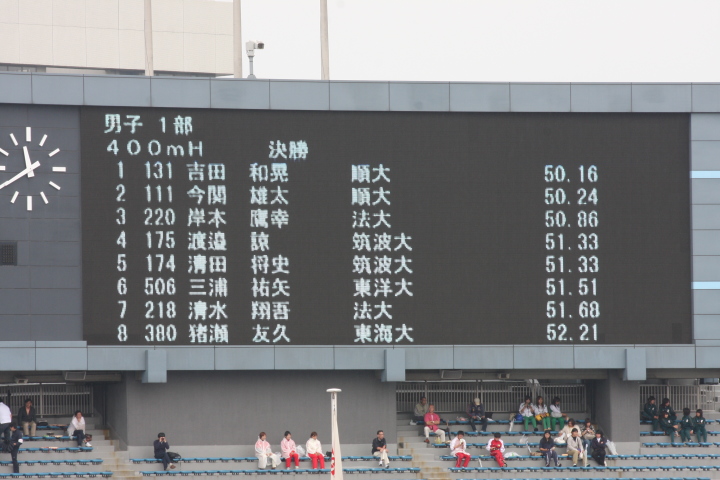 男子 1部
400mH 決勝
1 131 吉田 和晃 順大 50.16
2 111 今関 雄太 順大 50.24
3 220 岸本 鷹幸 法大 50.86
4 175 渡邉 諒 筑波大 51.33
5 174 清田 将史 筑波大 51.33
6 506 三浦 祐矢 東洋大 51.51
7 218 清水 翔吾 法大 51.68
8 380 猪瀬 友久 東海大 52.21